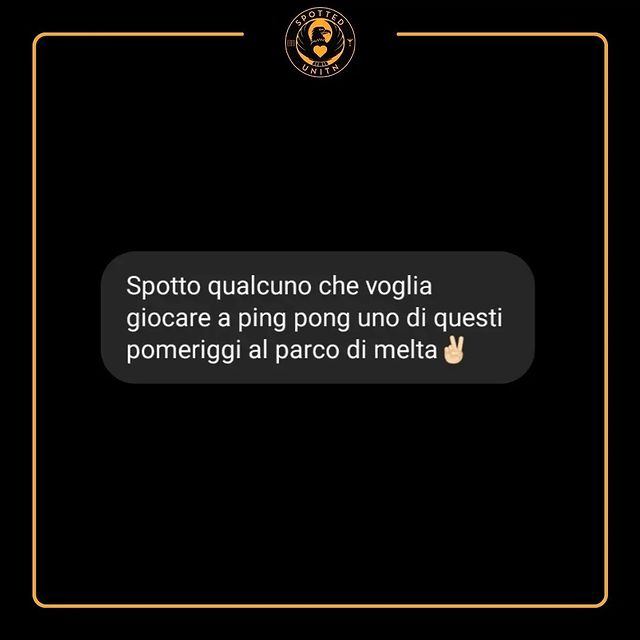 SPOTTED
UNITN
Spotto qualcuno che voglia
giocare a ping pong uno di questi
pomeriggi al parco di melta✌🏻